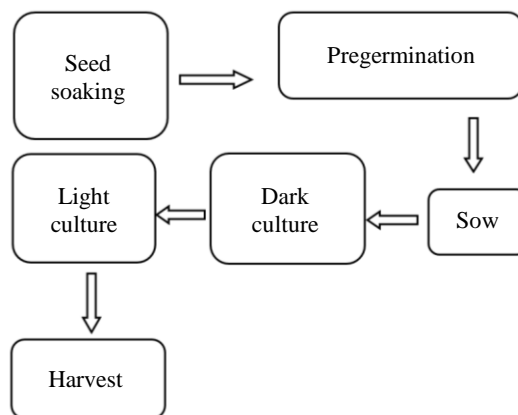 Seed
soaking
Pregermination
Sow
Dark
culture
Light
culture
Harvest